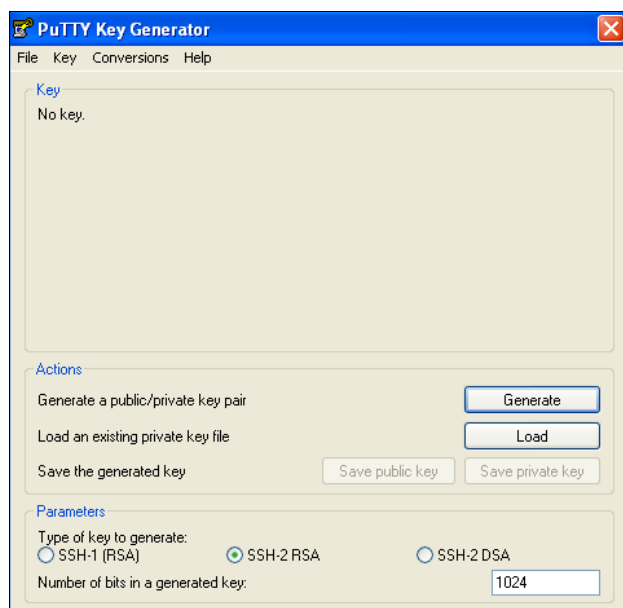 PuTTY Key Generator
File Key Conversions Help
Key
No key.
Actions
Generate a public/private key pair Generate
Load an existing private key file Load
Save the generated key Save public key Save private key
Parameters
Type of key to generate:
SSH-1 (RSA) SSH-2 RSA SSH-2 DSA
Number of bits in a generated key: 1024